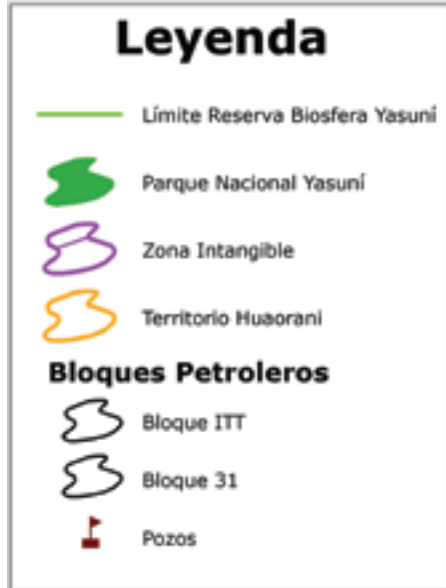 Leyenda
Límite Reserva Biosfera Yasuní
Parque Nacional Yasuní
Zona Intangible
Territorio Huaorani
Bloques Petroleros
Bloque ITT
Bloque 31
Pozos